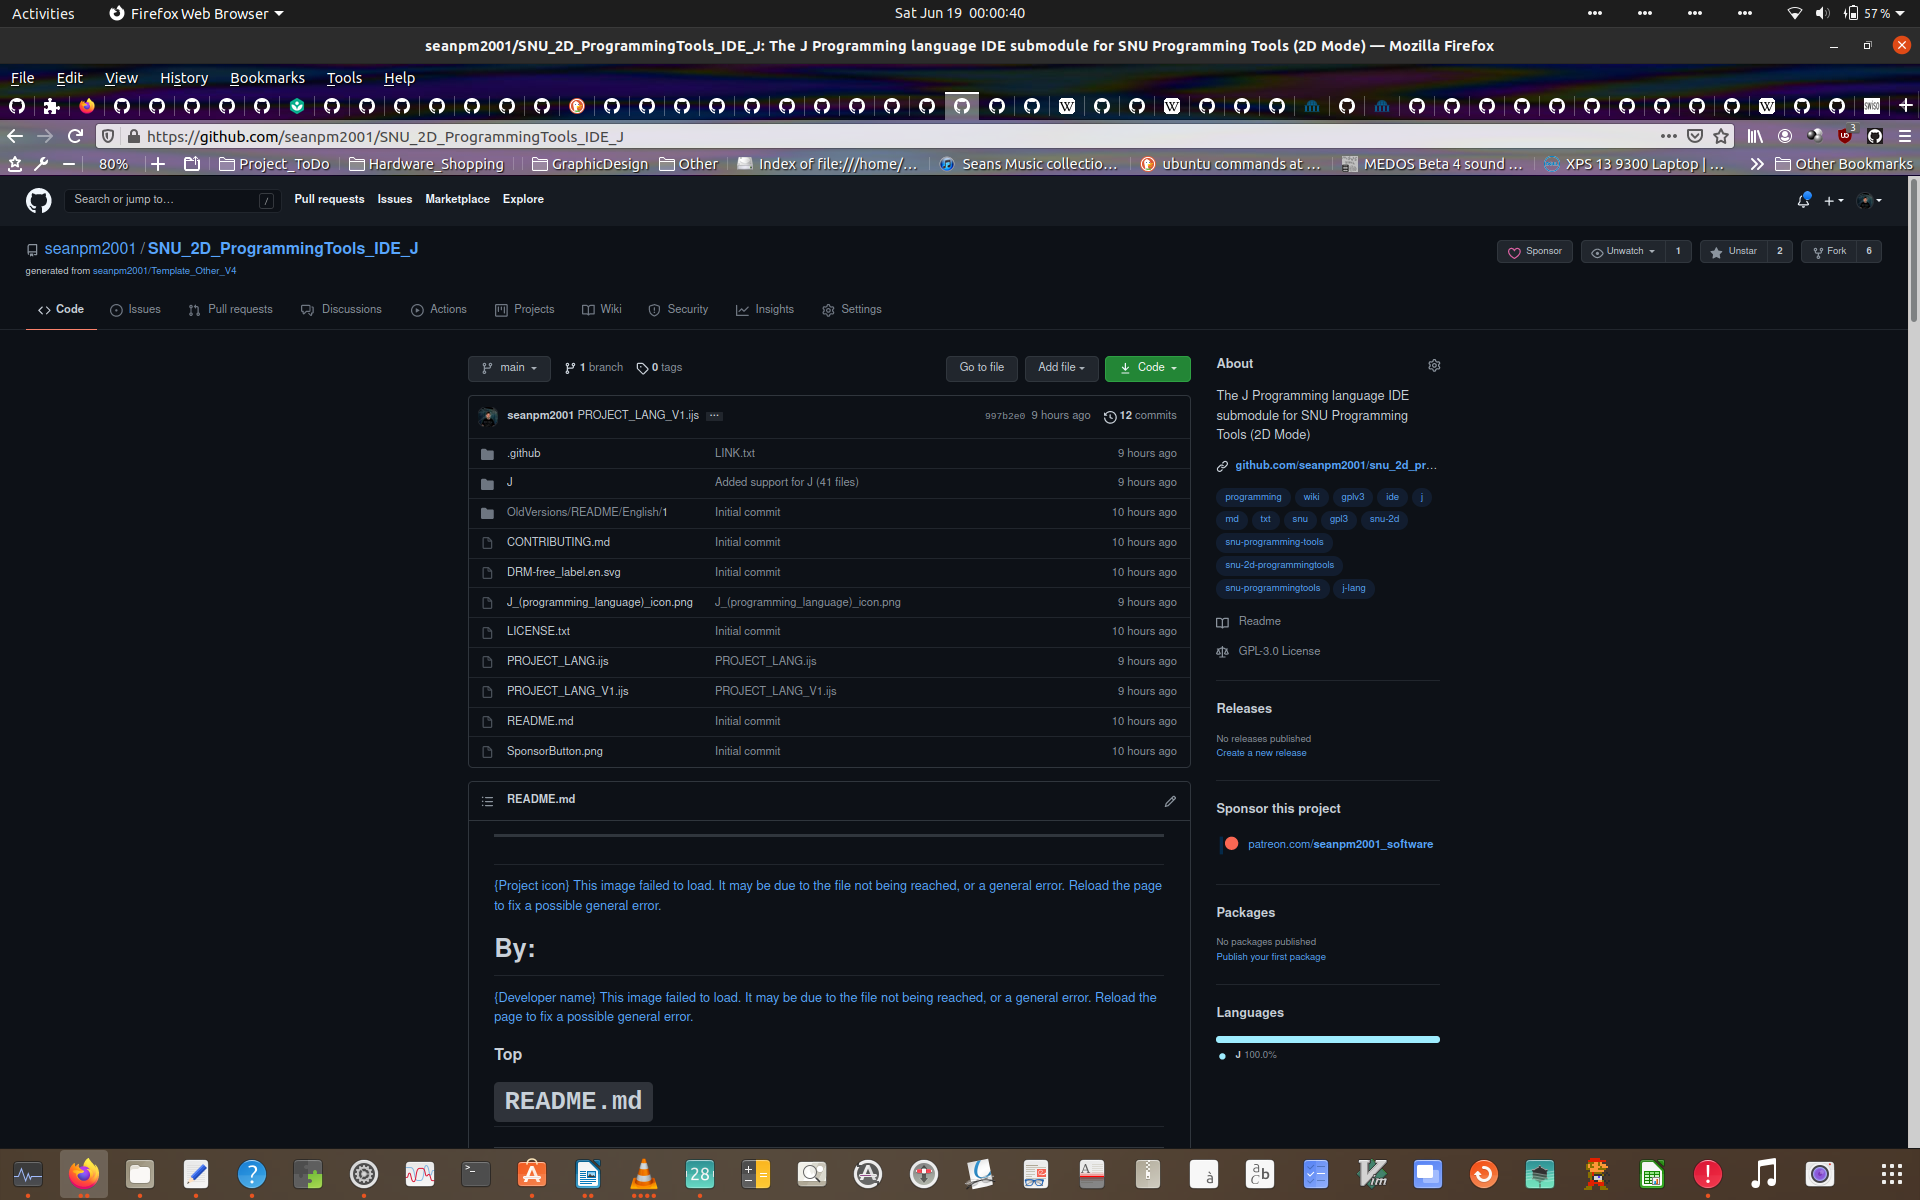 Activities
Firefox Web Browser
Sat Jun 19 00:00:40
57 %
seanpm2001/SNU_2D_ProgrammingTools_IDE_J: The J Programming language IDE submodule for SNU Programming Tools (2D Mode) — Mozilla Firefox
File Edit View History Bookmarks Tools Help
https://github.com/seanpm2001/SNU_2D_ProgrammingTools_IDE_J
3
80% Project_ToDo Hardware_Shopping GraphicDesign Other Index of file:///home/... Seans Music collectio... ubuntu commands at ... MEDOS Beta 4 sound ... XPS 13 9300 Laptop | ... Other Bookmarks
Search or jump to... / Pull requests Issues Marketplace Explore
seanpm2001 / SNU_2D_ProgrammingTools_IDE_J
Sponsor Unwatch 1 Unstar 2 Fork 6
generated from seanpm2001/Template_Other_V4
Code Issues Pull requests Discussions Actions Projects Wiki Security Insights Settings
main 1 branch 0 tags Go to file Add file Code
seanpm2001 PROJECT_LANG_V1.ijs ... 997b2e0 9 hours ago 12 commits
.github LINK.txt 9 hours ago
J Added support for J (41 files) 9 hours ago
OldVersions/README/English/1 Initial commit 10 hours ago
CONTRIBUTING.md Initial commit 10 hours ago
DRM-free_label.en.svg Initial commit 10 hours ago
J_(programming_language)_icon.png J_(programming_language)_icon.png 9 hours ago
LICENSE.txt Initial commit 10 hours ago
PROJECT_LANG.ijs PROJECT_LANG.ijs 9 hours ago
PROJECT_LANG_V1.ijs PROJECT_LANG_V1.ijs 9 hours ago
README.md Initial commit 10 hours ago
SponsorButton.png Initial commit 10 hours ago
README.md
{Project icon} This image failed to load. It may be due to the file not being reached, or a general error. Reload the page
to fix a possible general error.
By:
{Developer name} This image failed to load. It may be due to the file not being reached, or a general error. Reload the
page to fix a possible general error.
Top
README.md
About
The J Programming language IDE
submodule for SNU Programming
Tools (2D Mode)
github.com/seanpm2001/snu_2d_pr...
programming wiki gplv3 ide j
md txt snu gpl3 snu-2d
snu-programming-tools
snu-2d-programmingtools
snu-programmingtools j-lang
Readme
GPL-3.0 License
Releases
No releases published
Create a new release
Sponsor this project
patreon.com/seanpm2001_software
Packages
No packages published
Publish your first package
Languages
J 100.0%
28